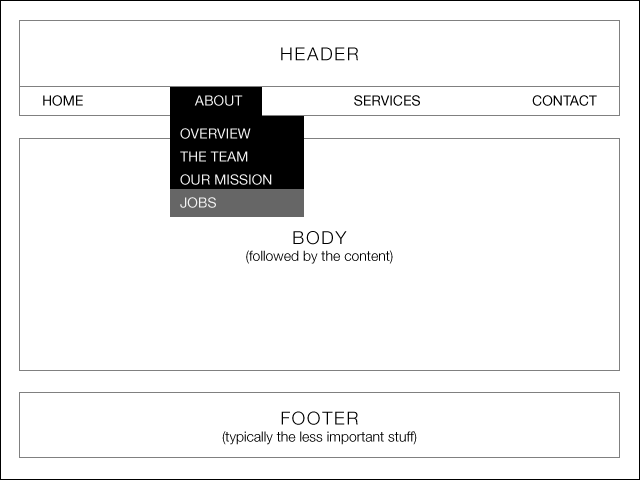 HEADER
HOME
ABOUT
SERVICES
CONTACT
OVERVIEW
THE TEAM
OUR MISSION
JOBS
BODY
(followed by the content)
FOOTER
(typically the less important stuff)